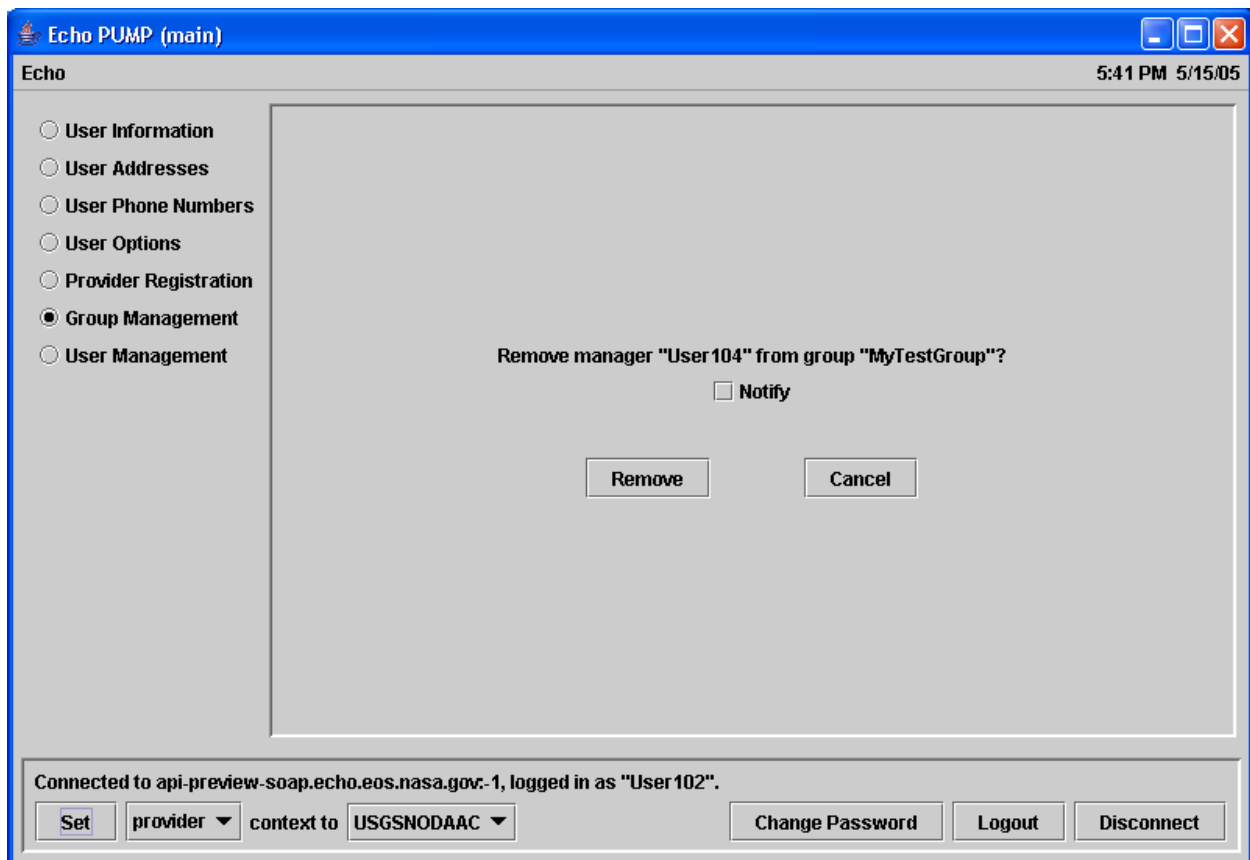 Echo PUMP (main)
Echo
5:41 PM 5/15/05
User Information
User Addresses
User Phone Numbers
User Options
Provider Registration
Group Management
User Management
Remove manager "User104" from group "MyTestGroup"?
Notify
Remove
Cancel
Connected to api-preview-soap.echo.eos.nasa.gov:-1, logged in as "User102".
Set
provider
context to
USGSNODAAC
Change Password
Logout
Disconnect